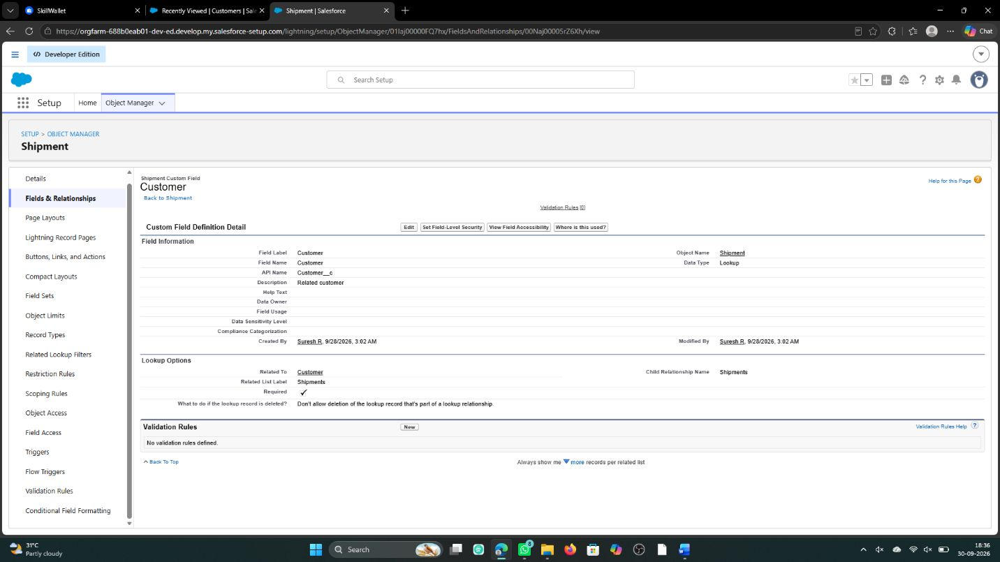 SkillWallet
Recently Viewed | Customers | Sale
Shipment | Salesforce
https://orgfarm-688b0eab01-dev-ed.develop.my.salesforce-setup.com/lightning/setup/ObjectManager/01Iaj00000FQ7hx/FieldsAndRelationships/00Naj00005rZ6Xh/view
Chat
Developer Edition
Search Setup
Setup
Home
Object Manager
SETUP > OBJECT MANAGER
Shipment
Details
Fields & Relationships
Page Layouts
Lightning Record Pages
Buttons, Links, and Actions
Compact Layouts
Field Sets
Object Limits
Record Types
Related Lookup Filters
Restriction Rules
Scoping Rules
Object Access
Field Access
Triggers
Flow Triggers
Validation Rules
Conditional Field Formatting
Shipment Custom Field
Customer
Back to Shipment
Help for this Page
Validation Rules [0]
Custom Field Definition Detail
Edit
Set Field-Level Security
View Field Accessibility
Where is this used?
Field Information
Field Label Customer Object Name Shipment
Field Name Customer Data Type Lookup
API Name Customer__c
Description Related customer
Help Text
Data Owner
Field Usage
Data Sensitivity Level
Compliance Categorization
Created By Suresh R, 9/28/2026, 3:02 AM Modified By Suresh R, 9/28/2026, 3:02 AM
Lookup Options
Related To Customer Child Relationship Name Shipments
Related List Label Shipments
Required ✓
What to do if the lookup record is deleted? Don't allow deletion of the lookup record that's part of a lookup relationship.
Validation Rules
New
Validation Rules Help ?
No validation rules defined.
Back To Top
Always show me more records per related list
31°C
Partly cloudy
Search
8
18:36
30-09-2026